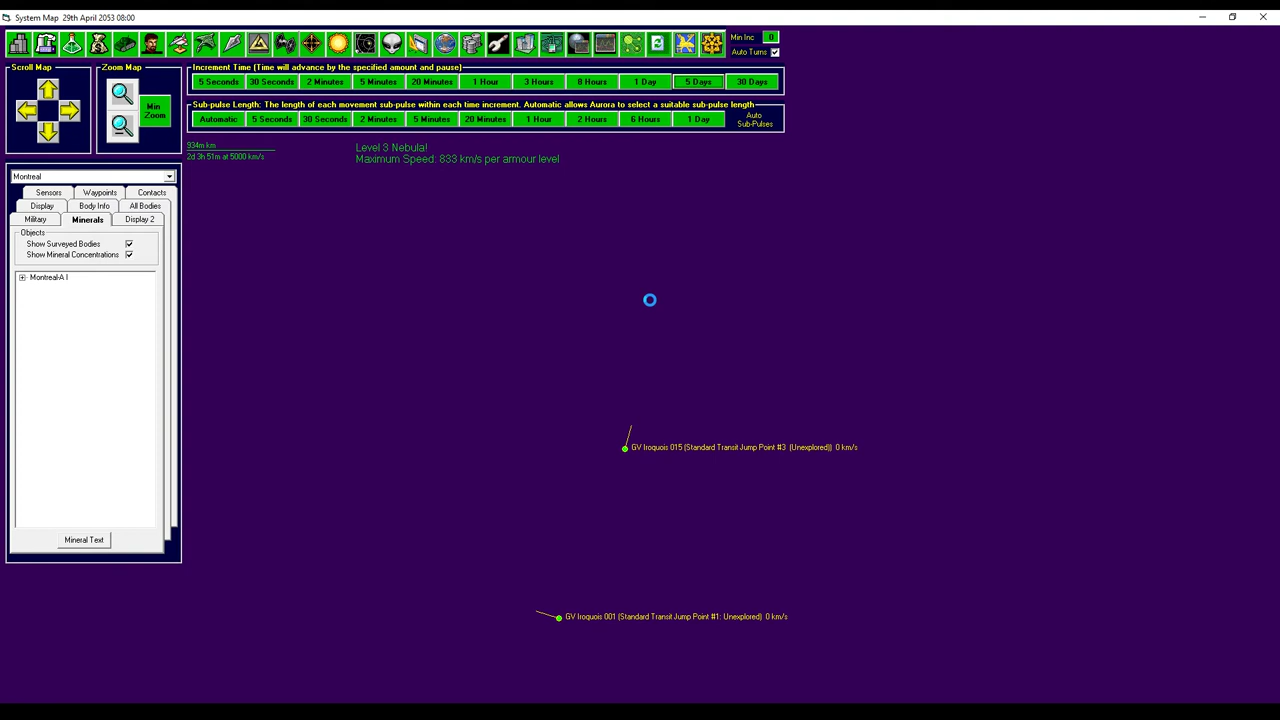 System Map  29th April 2053 08:00
Min Inc 0
Auto Turns
Scroll Map
Zoom Map
Min Zoom
Increment Time (Time will advance by the specified amount and pause)
5 Seconds 30 Seconds 2 Minutes 5 Minutes 20 Minutes 1 Hour 3 Hours 8 Hours 1 Day 5 Days 30 Days
Sub-pulse Length: The length of each movement sub-pulse within each time increment. Automatic allows Aurora to select a suitable sub-pulse length
Automatic 5 Seconds 30 Seconds 2 Minutes 5 Minutes 20 Minutes 1 Hour 2 Hours 6 Hours 1 Day Auto Sub-Pulses
934m km
2d 3h 51m at 5000 km/s
Level 3 Nebula!
Maximum Speed: 833 km/s per armour level
Montreal
Sensors Waypoints Contacts
Display Body Info All Bodies
Military Minerals Display 2
Objects
Show Surveyed Bodies
Show Mineral Concentrations
Montreal-A I
Mineral Text
GV Iroquois 015 (Standard Transit Jump Point #3  (Unexplored))  0 km/s
GV Iroquois 001 (Standard Transit Jump Point #1: Unexplored)  0 km/s